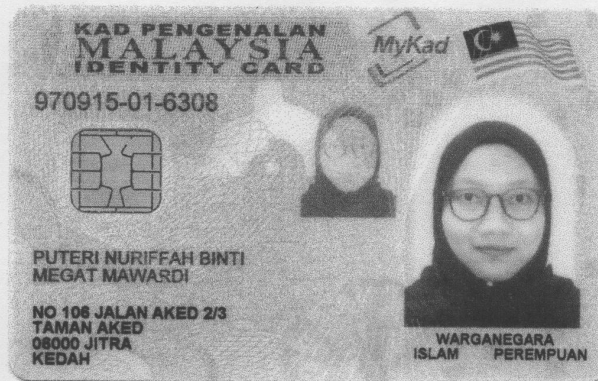 KAD PENGENALAN
MALAYSIA
IDENTITY CARD
MyKad
970915-01-6308
PUTERI NURIFFAH BINTI
MEGAT MAWARDI
NO 106 JALAN AKED 2/3
TAMAN AKED
06000 JITRA
KEDAH
WARGANEGARA
ISLAM PEREMPUAN